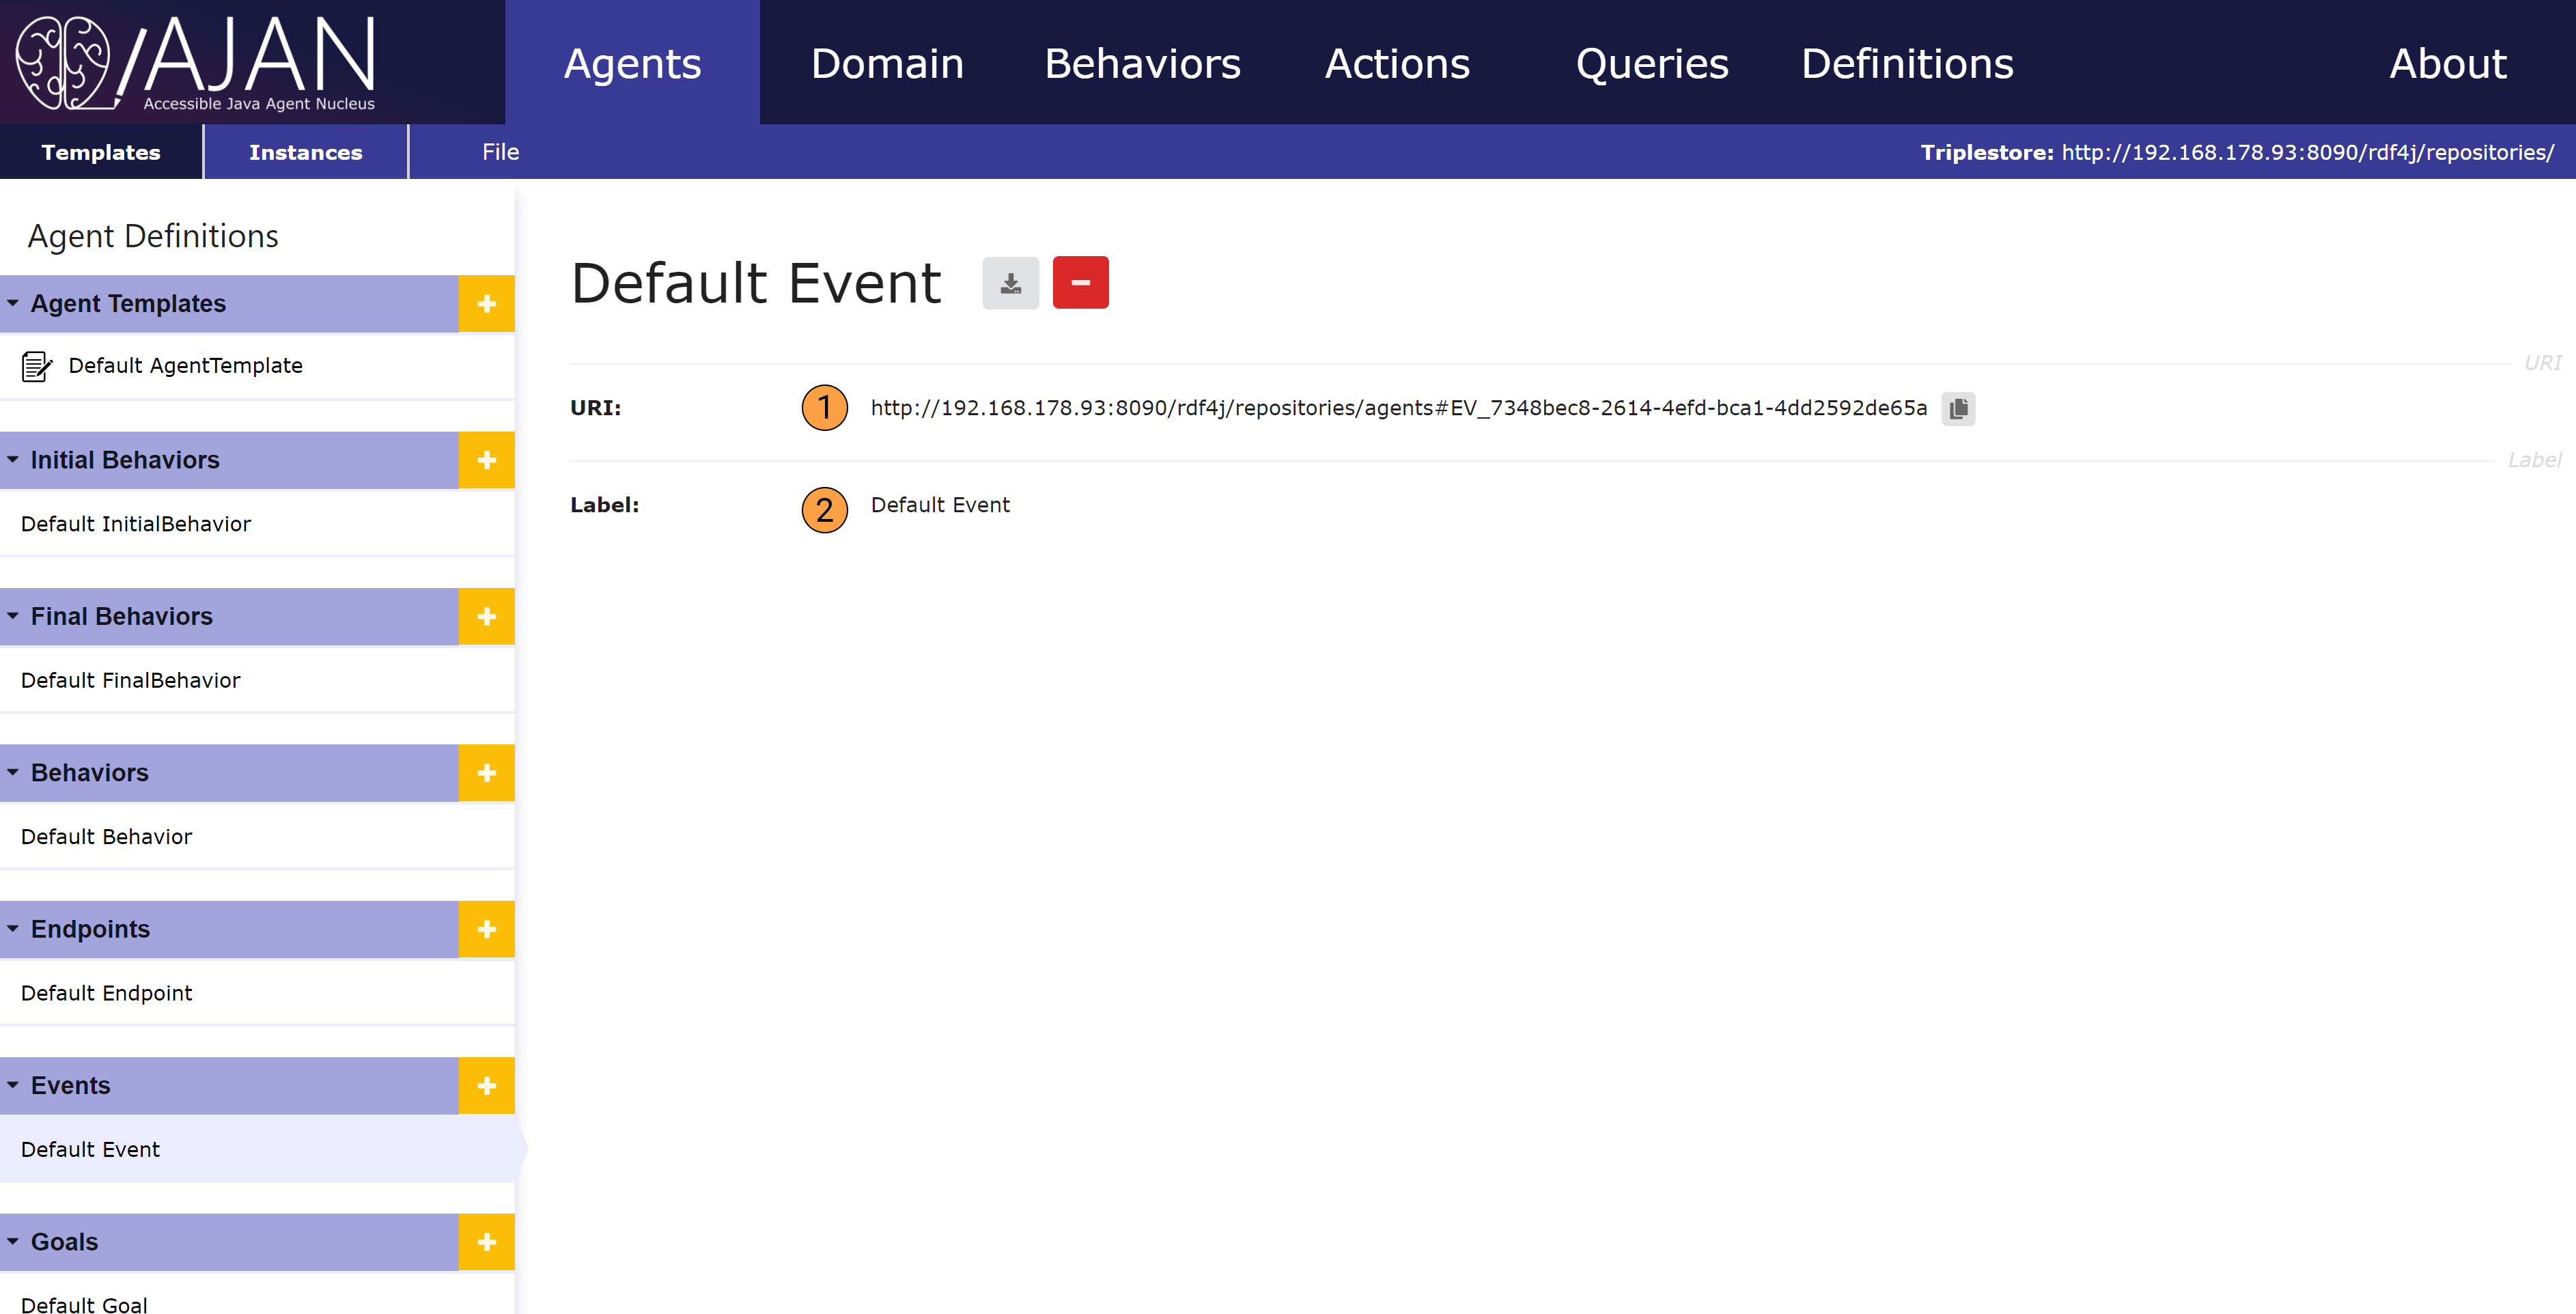 AJAN
Accessible Java Agent Nucleus
Agents
Domain
Behaviors
Actions
Queries
Definitions
About
Templates
Instances
File
Triplestore: http://192.168.178.93:8090/rdf4j/repositories/
Agent Definitions
Agent Templates
Default AgentTemplate
Initial Behaviors
Default InitialBehavior
Final Behaviors
Default FinalBehavior
Behaviors
Default Behavior
Endpoints
Default Endpoint
Events
Default Event
Goals
Default Goal
Default Event
URI
URI: 1 http://192.168.178.93:8090/rdf4j/repositories/agents#EV_7348bec8-2614-4efd-bca1-4dd2592de65a
Label
Label: 2 Default Event